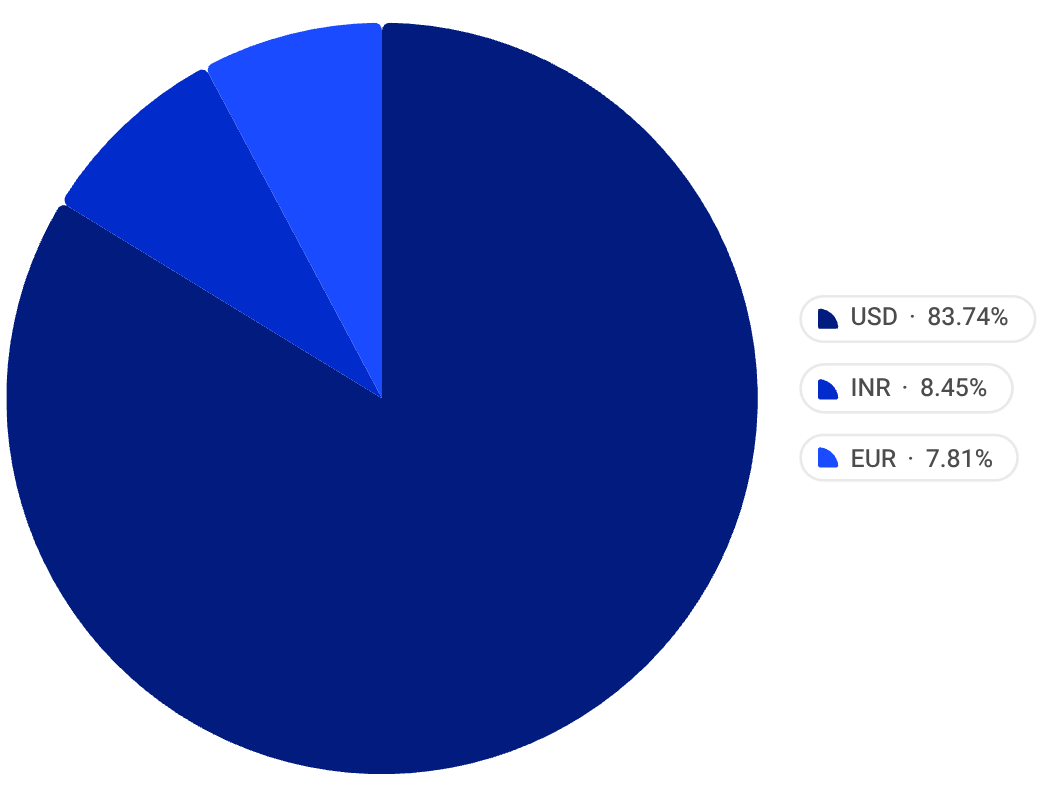 USD · 83.74%
INR · 8.45%
EUR · 7.81%